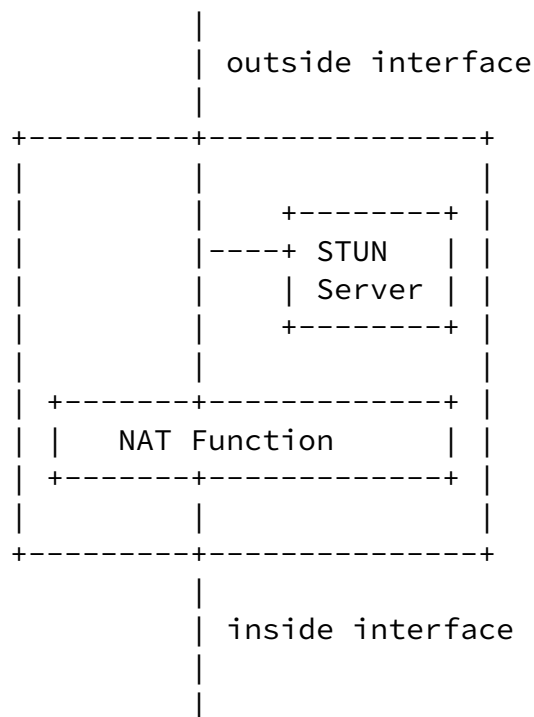 outside interface
STUN
Server
NAT Function
inside interface